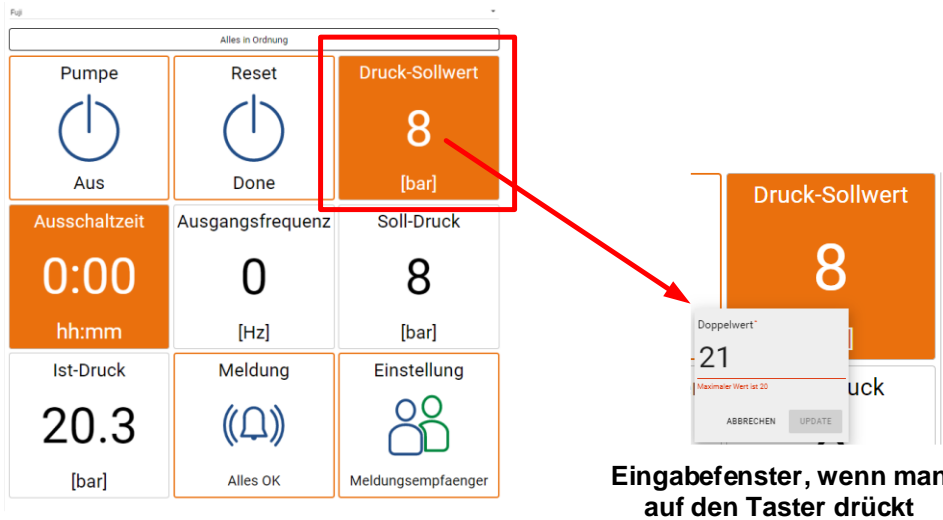 Fuji
Alles in Ordnung
Pumpe
Aus
Reset
Done
Druck-Sollwert
8
[bar]
Ausschaltzeit
0:00
hh:mm
Ausgangsfrequenz
0
[Hz]
Soll-Druck
8
[bar]
Ist-Druck
20.3
[bar]
Meldung
Alles OK
Einstellung
Meldungsempfaenger
Druck-Sollwert
8
Doppelwert*
21
Maximaler Wert ist 20
ABBRECHEN UPDATE
uck
Eingabefenster, wenn man
auf den Taster drückt